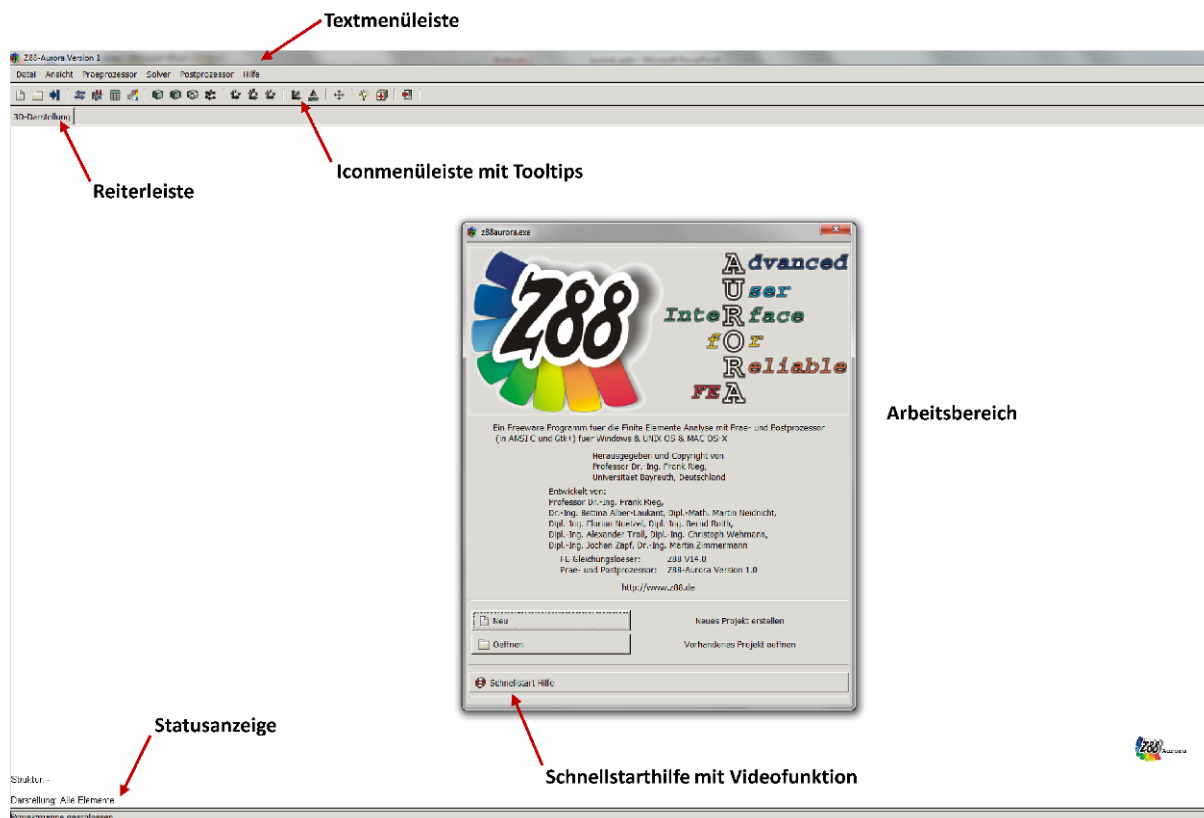 Textmenüleiste
Z88-Aurora Version 1
Datei Ansicht Praeprozessor Solver Postprozessor Hilfe
3D-Darstellung
Iconmenüleiste mit Tooltips
Reiterleiste
z88aurora.exe
Z88
Advanced
User
InteRface
fOr
Reliable
FE A
Arbeitsbereich
Ein Freeware Programm fuer die Finite Elemente Analyse mit Prae- und Postprozessor
(in ANSI C und Gtk+) fuer Windows & UNIX OS & MAC OS-X
Herausgegeben und Copyright von
Professor Dr.-Ing. Frank Rieg,
Universitaet Bayreuth, Deutschland
Entwickelt von:
Professor Dr.-Ing. Frank Rieg,
Dr.-Ing. Bettina Alber-Laukant, Dipl.-Math. Martin Neidnicht,
Dipl.-Ing. Florian Nuetzel, Dipl.-Ing. Bernd Roith,
Dipl.-Ing. Alexander Troll, Dipl.-Ing. Christoph Wehmann,
Dipl.-Ing. Jochen Zapf, Dr.-Ing. Martin Zimmermann
FE-Gleichungsloeser: Z88 V14.0
Prae- und Postprozessor: Z88-Aurora Version 1.0
http://www.z88.de
Neu Neues Projekt erstellen
Oeffnen Vorhandenes Projekt oeffnen
Schnellstart Hilfe
Statusanzeige
Z88 Aurora
Schnellstarthilfe mit Videofunktion
Struktur: -
Darstellung: Alle Elemente
Projektmappe geschlossen